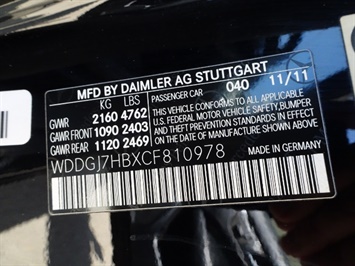 MFD BY DAIMLER AG STUTTGART
KG LBS
GVWR 2160 4762
GAWR FRONT 1090 2403
GAWR REAR 1120 2469
PASSENGER CAR 040 11/11
THIS VEHICLE CONFORMS TO ALL APPLICABLE
U.S. FEDERAL MOTOR VEHICLE SAFETY, BUMPER,
AND THEFT PREVENTION STANDARDS IN EFFECT
ON THE DATE OF MANUFACTURE SHOWN ABOVE.
WDDGJ7HBXCF810978
MADE IN GERMANY